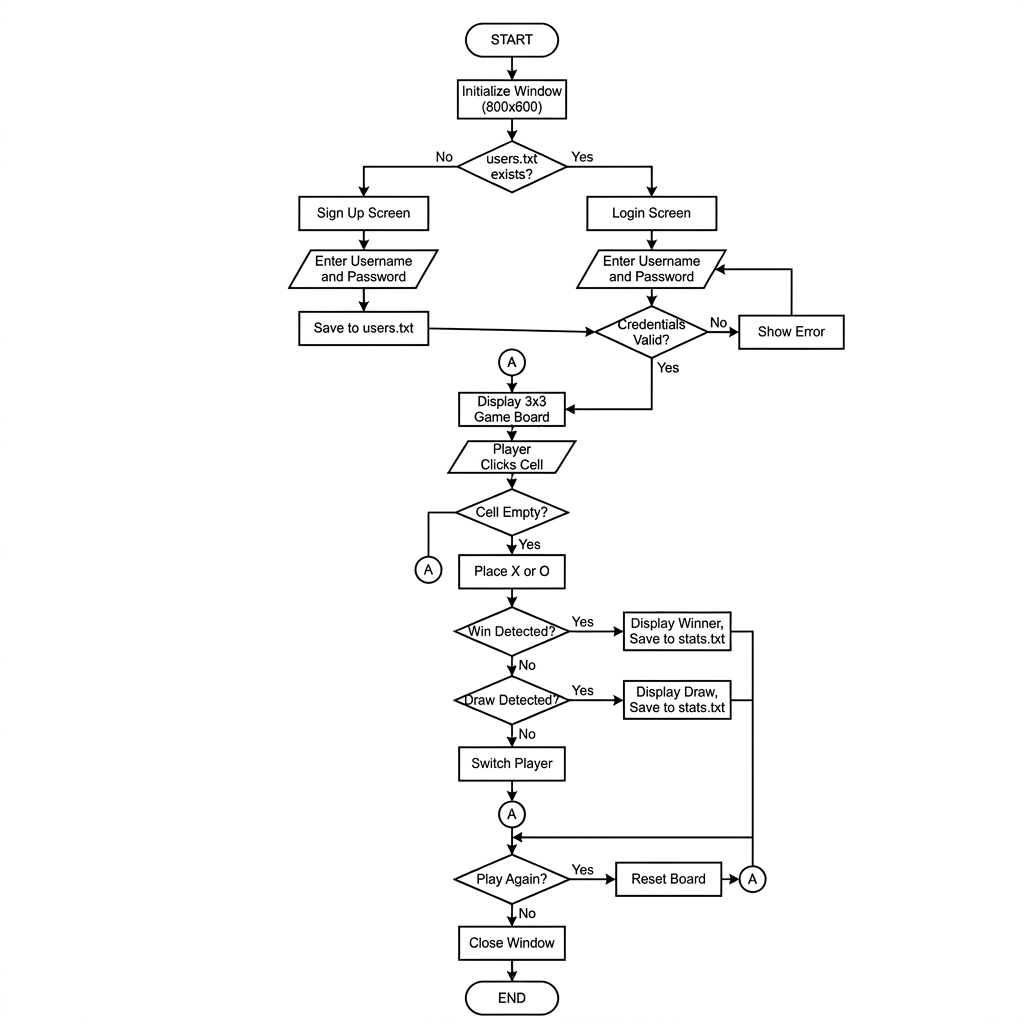 START
Initialize Window
(800x600)
users.txt
exists?
No
Yes
Sign Up Screen
Login Screen
Enter Username
and Password
Enter Username
and Password
Save to users.txt
Credentials
Valid?
No
Show Error
Yes
A
Display 3x3
Game Board
Player
Clicks Cell
Cell Empty?
Yes
A
Place X or O
Win Detected?
Yes
Display Winner,
Save to stats.txt
No
Draw Detected?
Yes
Display Draw,
Save to stats.txt
No
Switch Player
A
Play Again?
Yes
Reset Board
A
No
Close Window
END